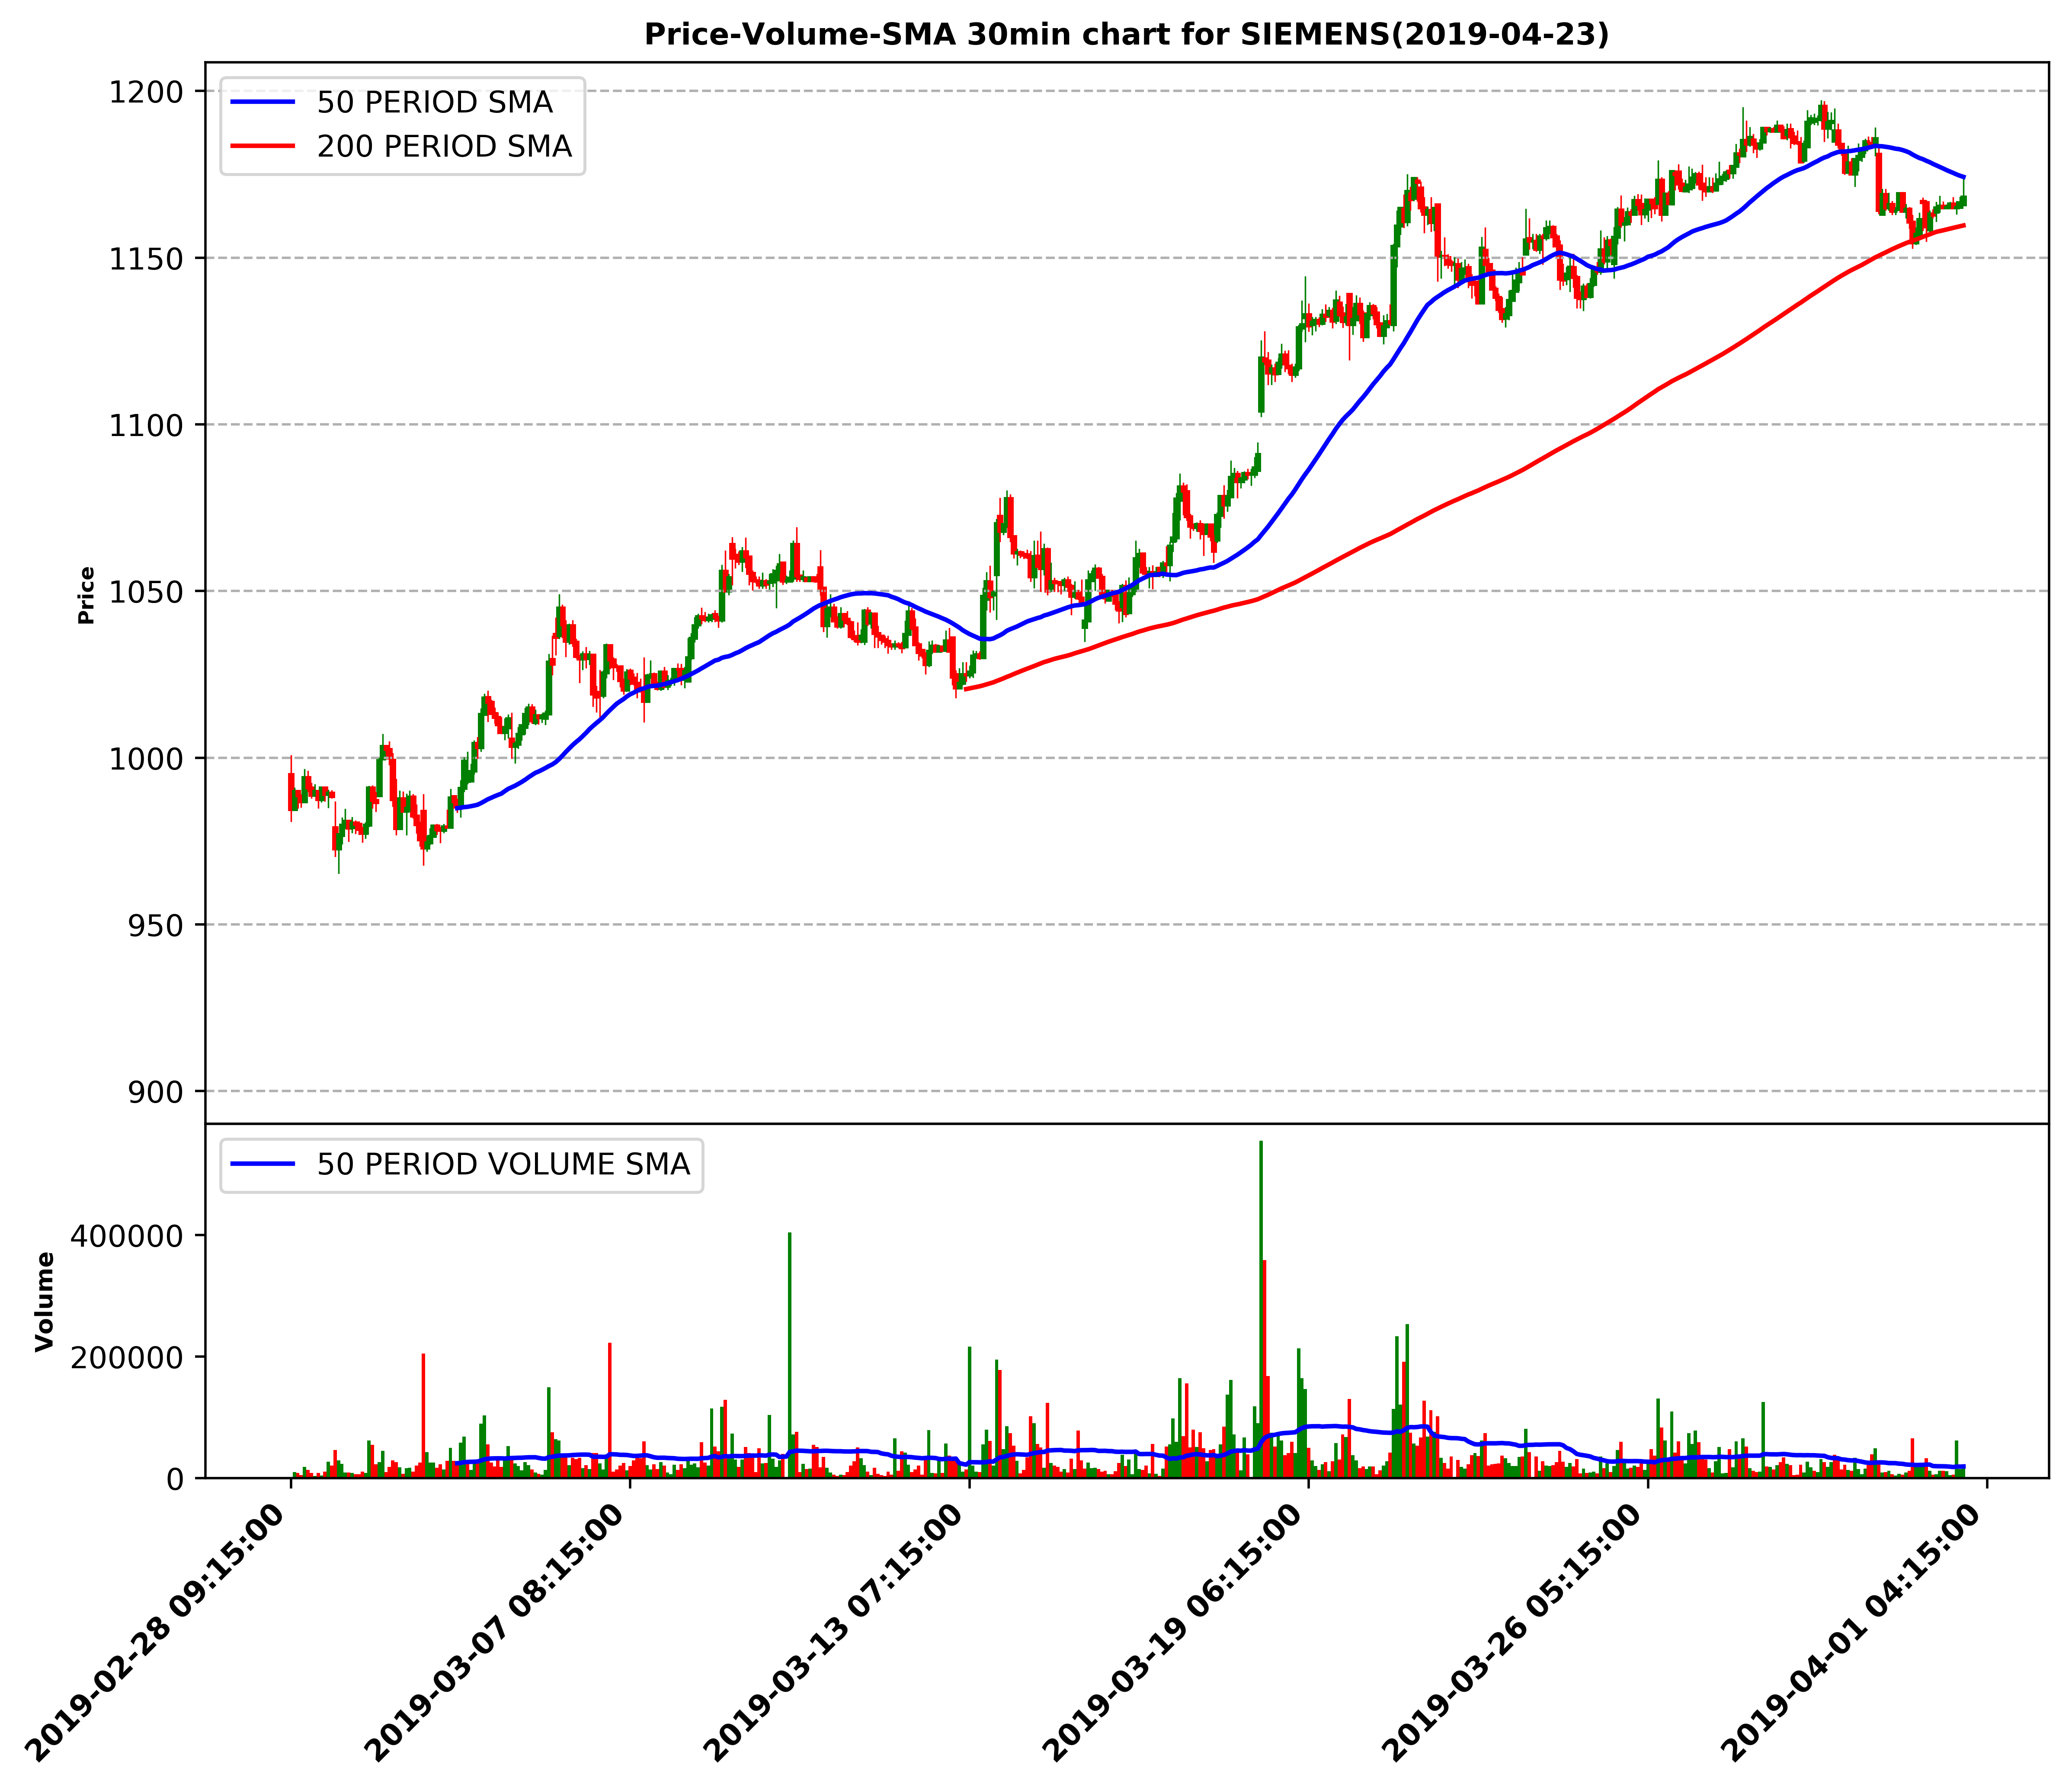 Price-Volume-SMA 30min chart for SIEMENS(2019-04-23)
50 PERIOD SMA
200 PERIOD SMA
1200
1150
1100
1050
1000
950
900
Price
50 PERIOD VOLUME SMA
400000
200000
0
Volume
2019-02-28 09:15:00
2019-03-07 08:15:00
2019-03-13 07:15:00
2019-03-19 06:15:00
2019-03-26 05:15:00
2019-04-01 04:15:00